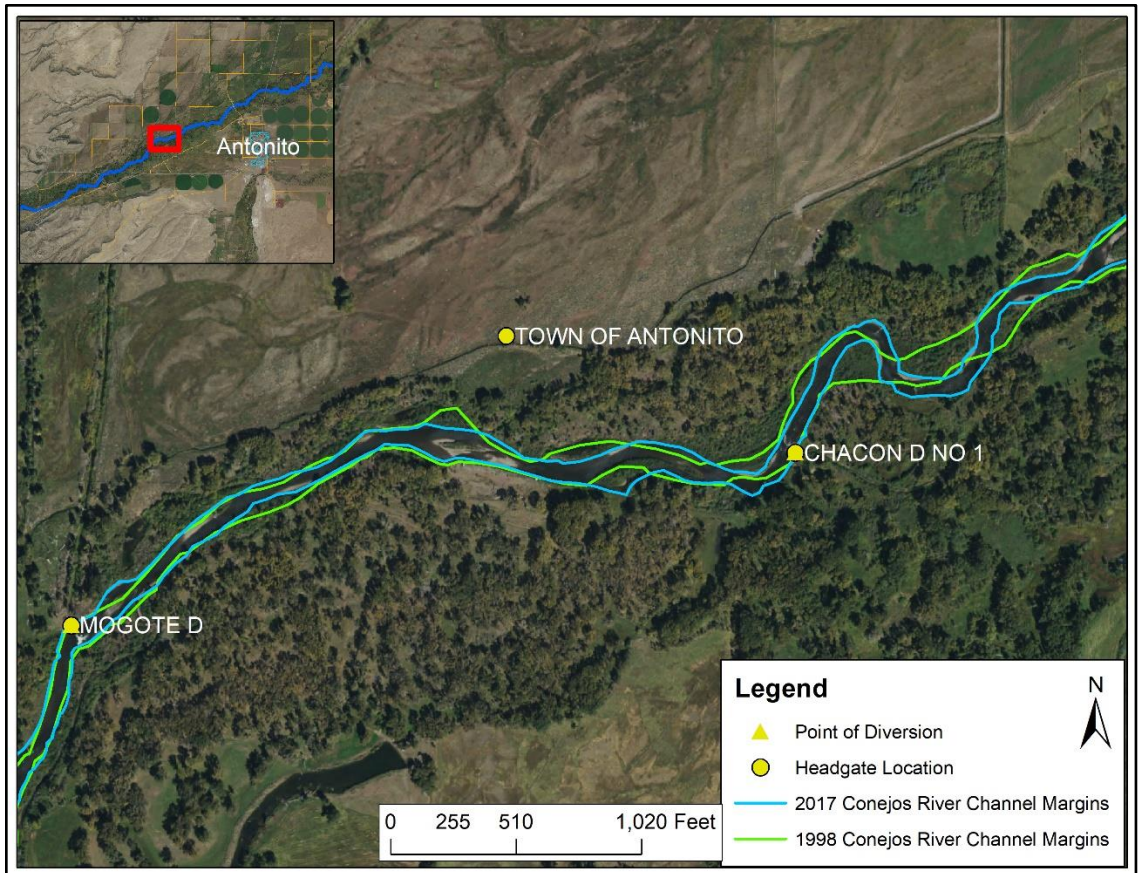 Antonito
TOWN OF ANTONITO
CHACON D NO 1
MOGOTE D
Legend
N
Point of Diversion
Headgate Location
2017 Conejos River Channel Margins
1998 Conejos River Channel Margins
0 255 510 1,020 Feet